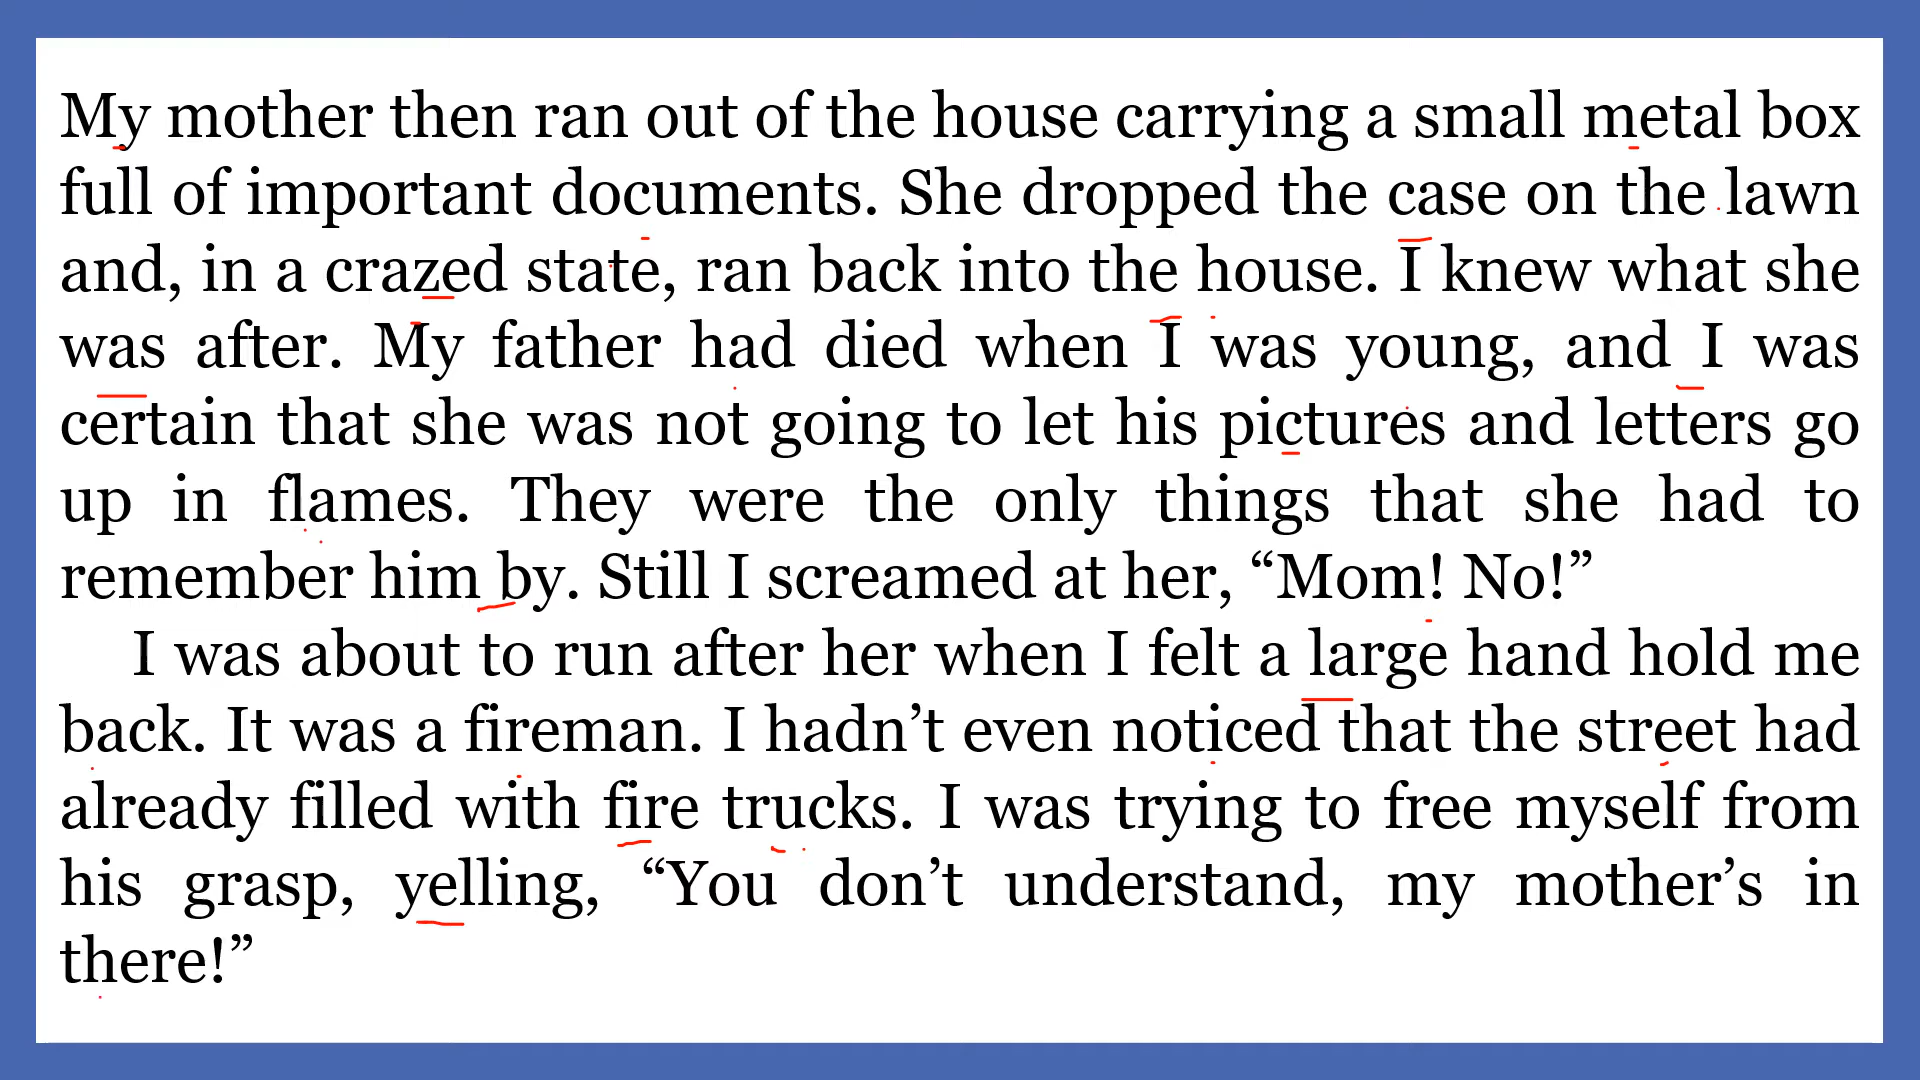 My mother then ran out of the house carrying a small metal box
full of important documents. She dropped the case on the lawn
and, in a crazed state, ran back into the house. I knew what she
was after. My father had died when I was young, and I was
certain that she was not going to let his pictures and letters go
up in flames. They were the only things that she had to
remember him by. Still I screamed at her, “Mom! No!”
I was about to run after her when I felt a large hand hold me
back. It was a fireman. I hadn’t even noticed that the street had
already filled with fire trucks. I was trying to free myself from
his grasp, yelling, “You don’t understand, my mother’s in
there!”